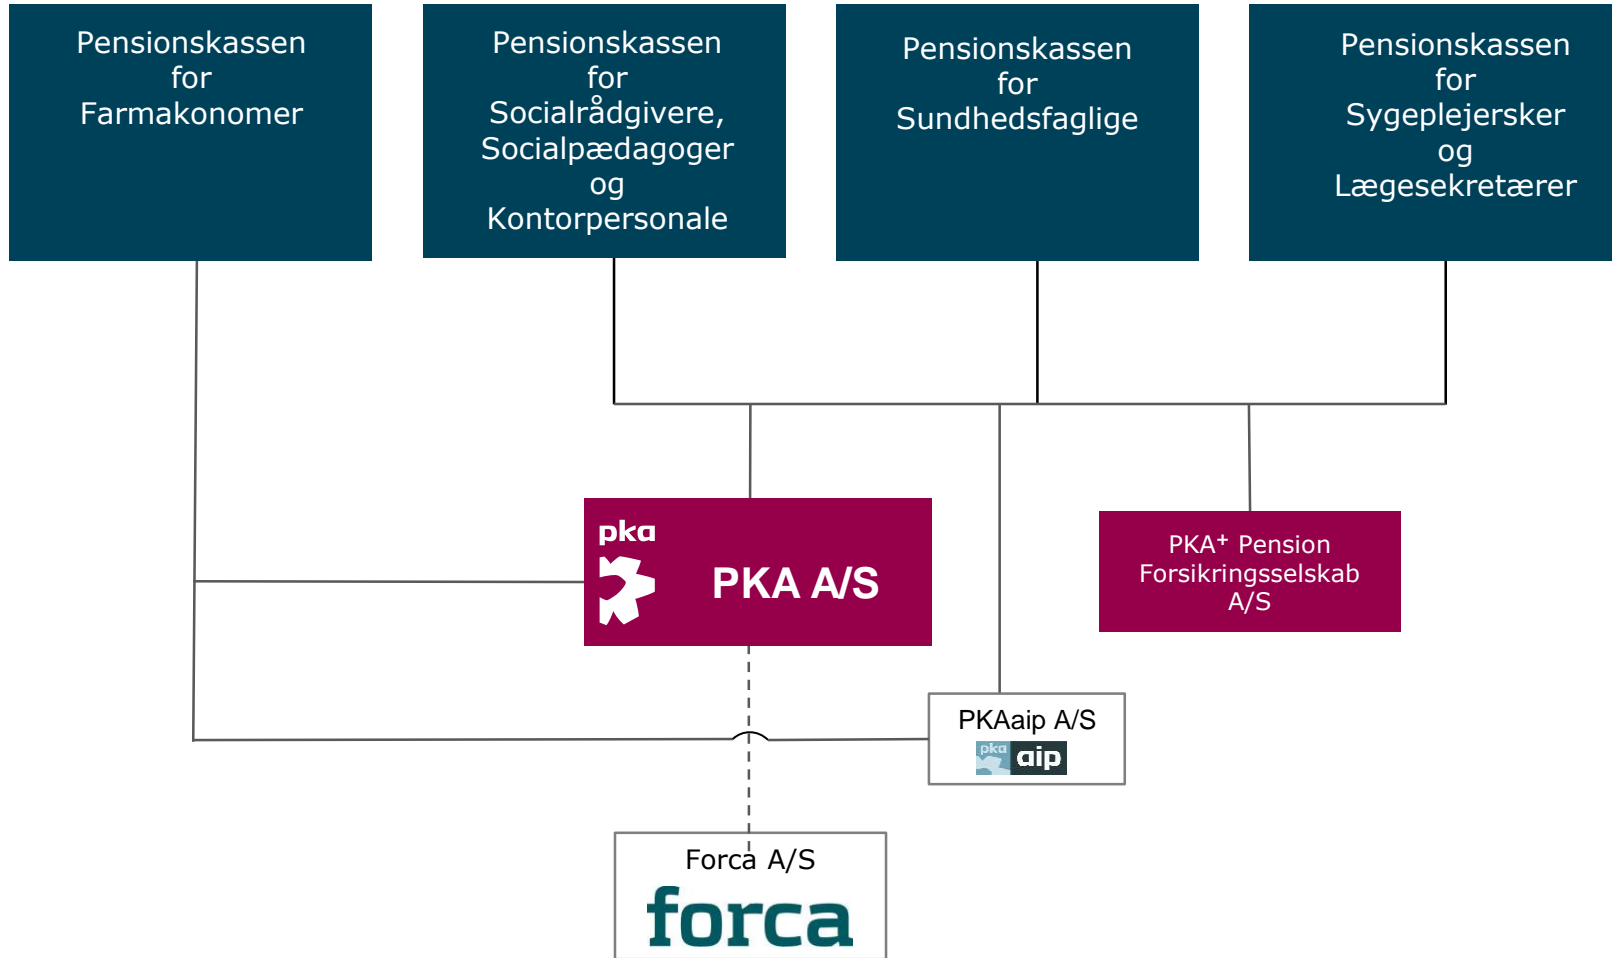 Pensionskassen
for
Farmakonomer
Pensionskassen
for
Socialrådgivere,
Socialpædagoger
og
Kontorpersonale
Pensionskassen
for
Sundhedsfaglige
Pensionskassen
for
Sygeplejersker
og
Lægesekretærer
pka
PKA A/S
PKA+ Pension
Forsikringsselskab
A/S
PKAaip A/S
pka
aip
Forca A/S
forca